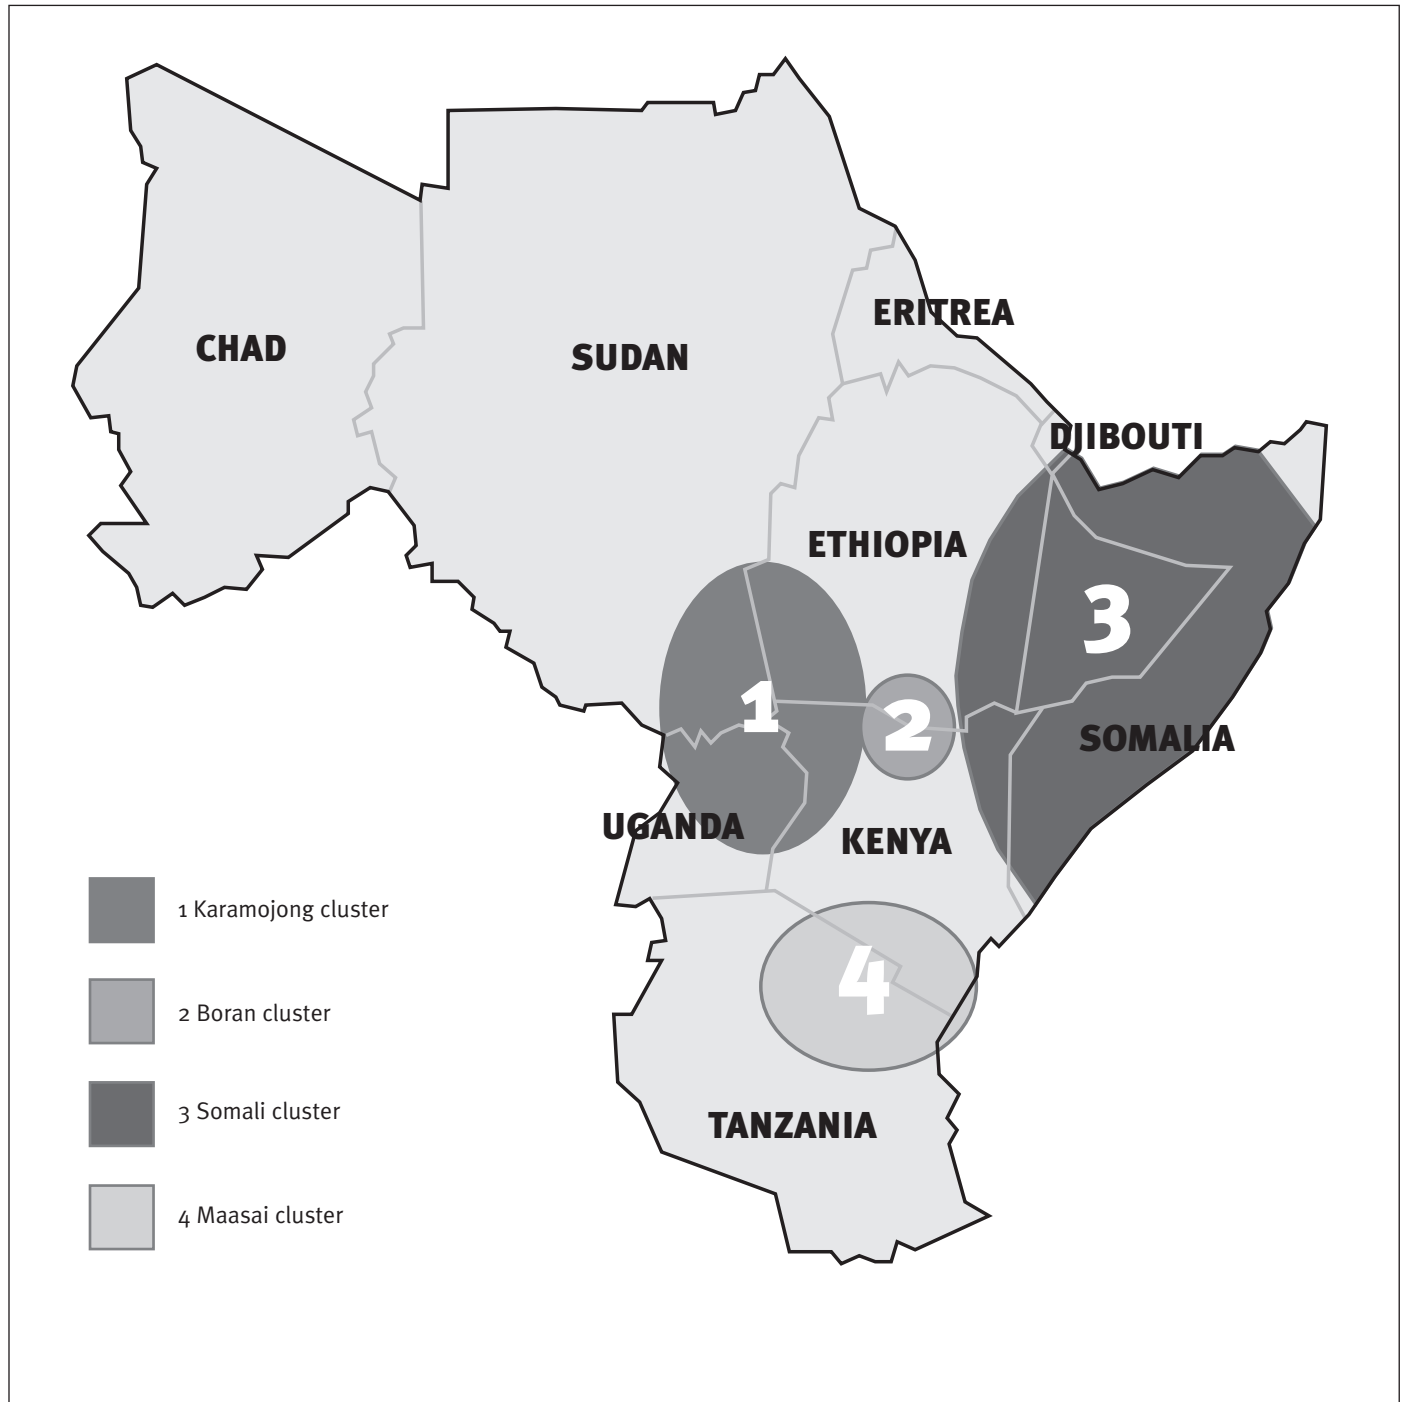 ERITREA
CHAD
SUDAN
DJIBOUTI
ETHIOPIA
3
1
2
SOMALIA
UGANDA
KENYA
4
TANZANIA
1 Karamojong cluster
2 Boran cluster
3 Somali cluster
4 Maasai cluster